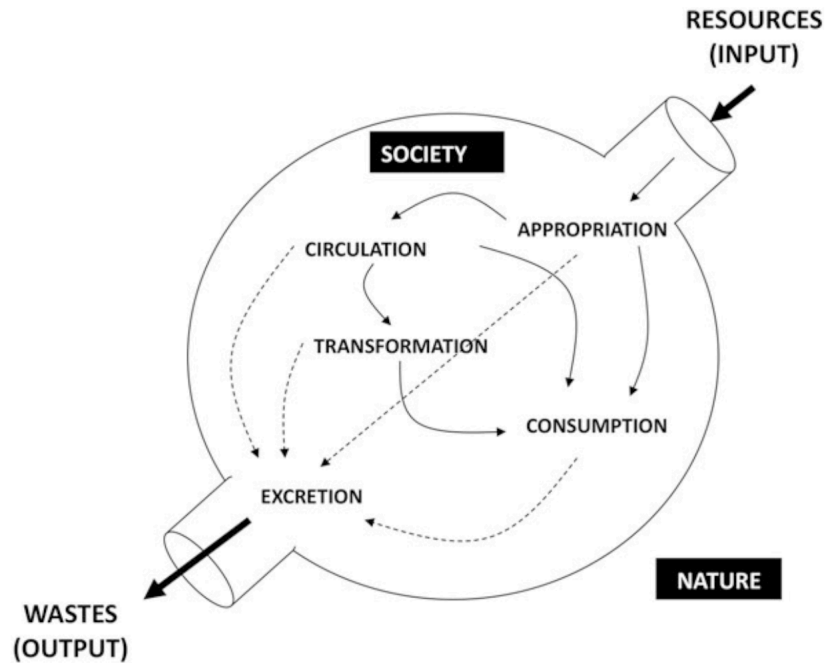 RESOURCES
(INPUT)
SOCIETY
APPROPRIATION
CIRCULATION
TRANSFORMATION
CONSUMPTION
EXCRETION
NATURE
WASTES
(OUTPUT)